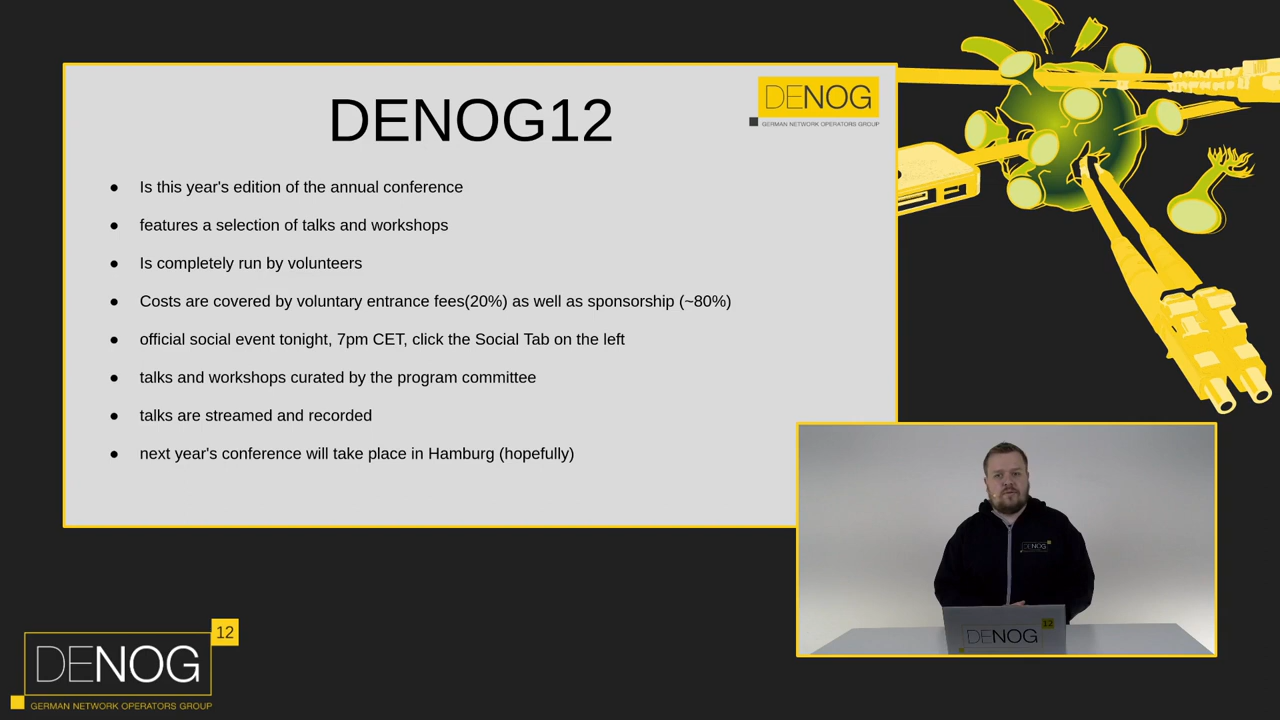 DENOG12
DENOG
GERMAN NETWORK OPERATORS GROUP
● Is this year's edition of the annual conference
● features a selection of talks and workshops
● Is completely run by volunteers
● Costs are covered by voluntary entrance fees(20%) as well as sponsorship (~80%)
● official social event tonight, 7pm CET, click the Social Tab on the left
● talks and workshops curated by the program committee
● talks are streamed and recorded
● next year's conference will take place in Hamburg (hopefully)
DENOG
DENOG
12
DENOG
12
GERMAN NETWORK OPERATORS GROUP